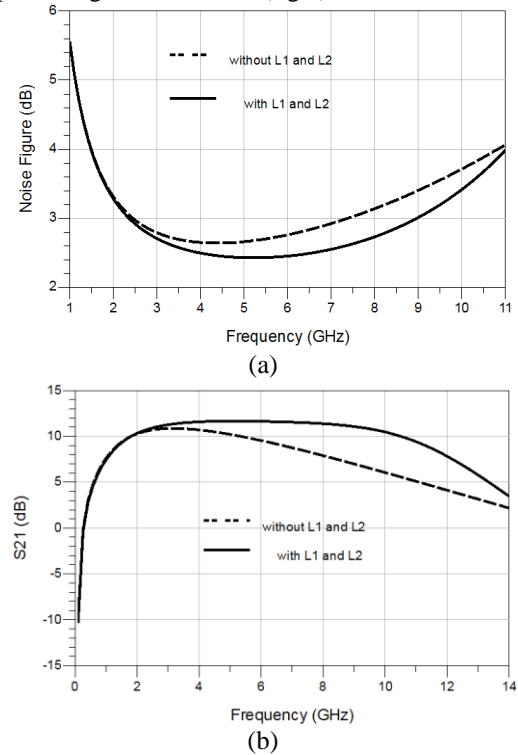 6
5
4
3
2
Noise Figure (dB)
without L1 and L2
with L1 and L2
1 2 3 4 5 6 7 8 9 10 11
Frequency (GHz)
(a)
15
10
5
0
-5
-10
-15
S21 (dB)
without L1 and L2
with L1 and L2
0 2 4 6 8 10 12 14
Frequency (GHz)
(b)